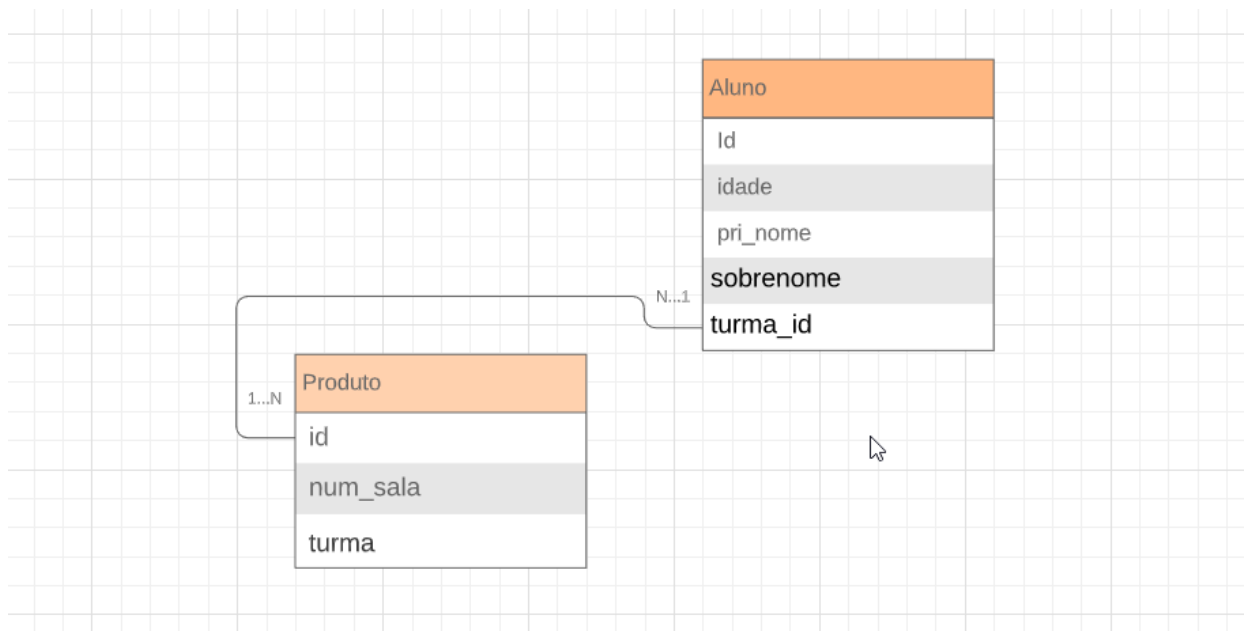 Aluno
Id
idade
pri_nome
sobrenome
turma_id
N...1
1...N
Produto
id
num_sala
turma